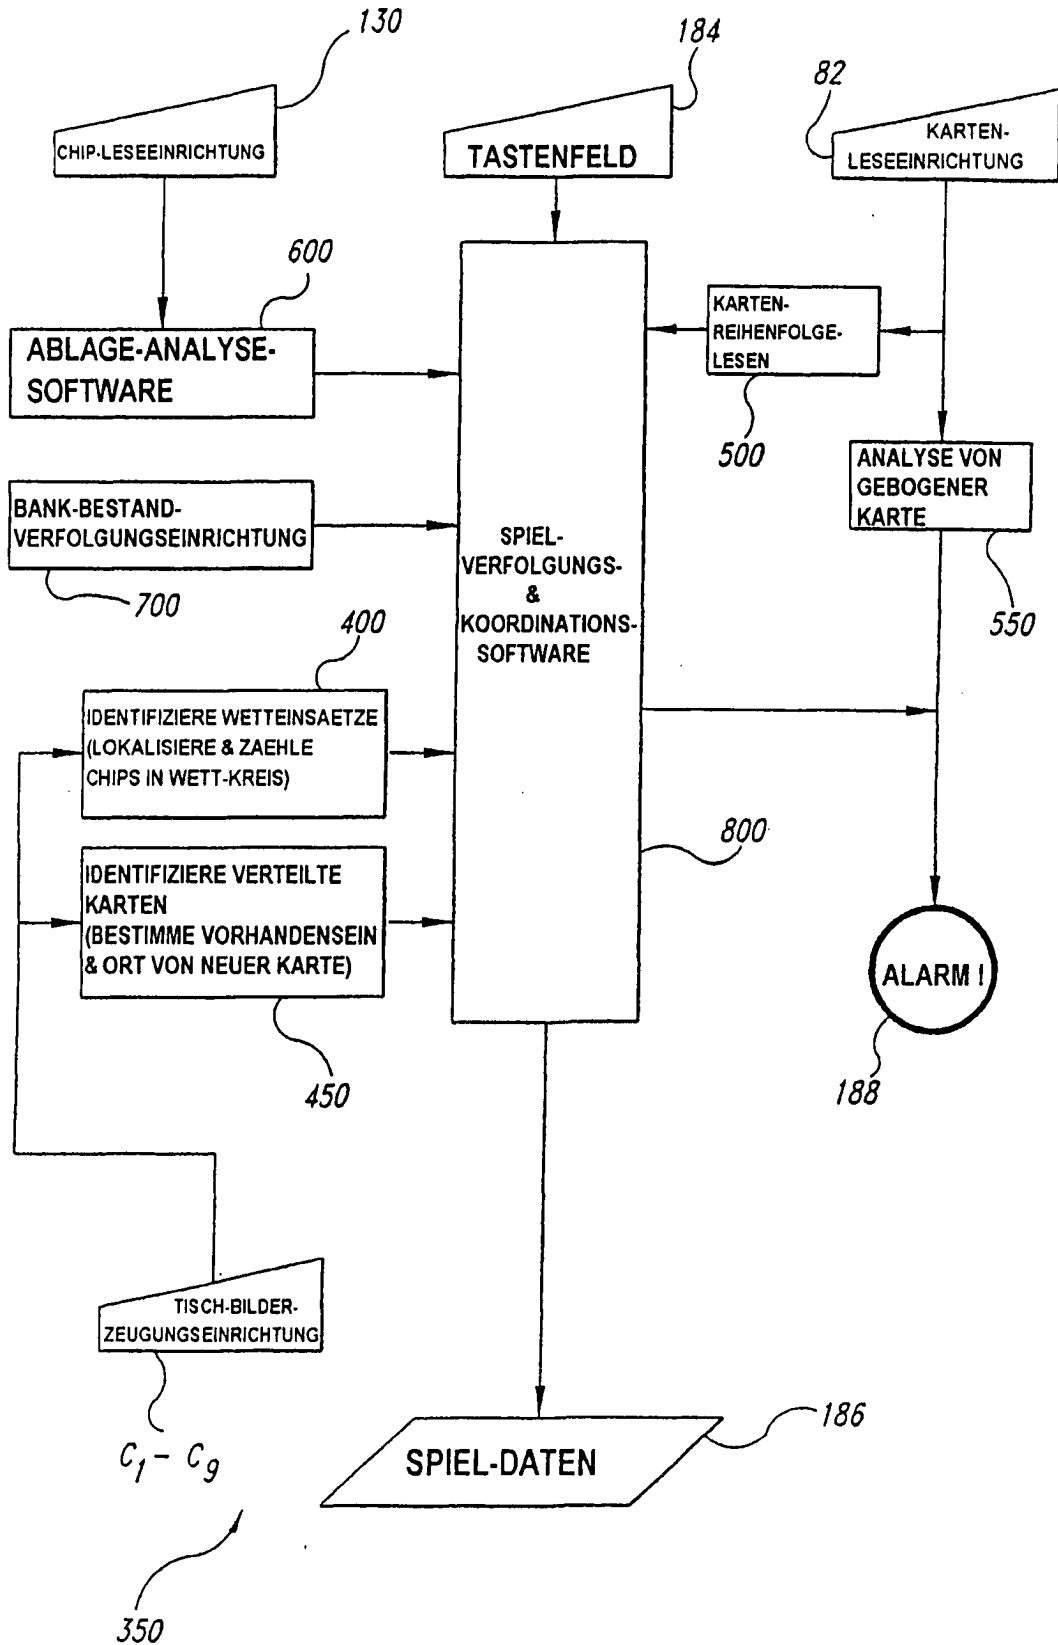 130
184
82
CHIP-LESEEINRICHTUNG
TASTENFELD
KARTEN-
LESEEINRICHTUNG
600
ABLAGE-ANALYSE-
SOFTWARE
KARTEN-
REIHENFOLGE-
LESEN
500
ANALYSE VON
GEBOGENER
KARTE
550
BANK-BESTAND-
VERFOLGUNGSEINRICHTUNG
700
SPIEL-
VERFOLGUNGS-
&
KOORDINATIONS-
SOFTWARE
400
IDENTIFIZIERE WETTEINSAETZE
(LOKALISIERE & ZAEHLE
CHIPS IN WETT-KREIS)
800
IDENTIFIZIERE VERTEILTE
KARTEN
(BESTIMME VORHANDENSEIN
& ORT VON NEUER KARTE)
450
ALARM !
188
TISCH-BILDER-
ZEUGUNGSEINRICHTUNG
C1 – C9
186
SPIEL-DATEN
350